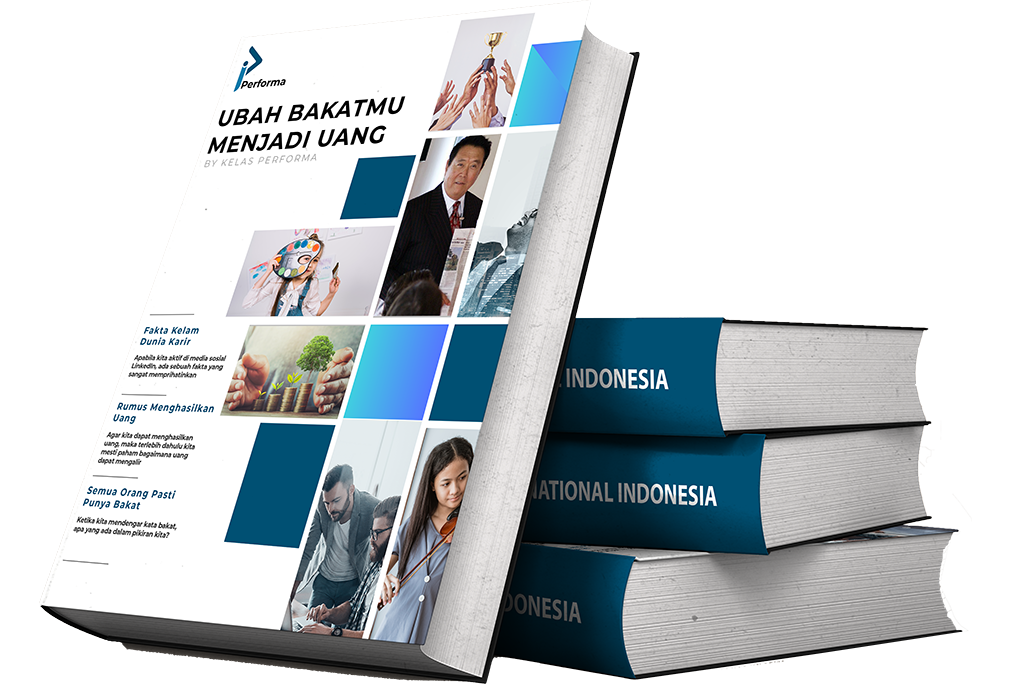 Performa
UBAH BAKATMU
MENJADI UANG
BY KELAS PERFORMA
Fakta Kelam
Dunia Karir
Apabila kita aktif di media sosial
LinkedIn, ada sebuah fakta yang
sangat memprihatinkan
Rumus Menghasilkan
Uang
Agar kita dapat menghasilkan
uang, maka terlebih dahulu kita
mesti paham bagaimana uang
dapat mengalir
Semua Orang Pasti
Punya Bakat
Ketika kita mendengar kata bakat,
apa yang ada dalam pikiran kita?
INDONESIA
NATIONAL INDONESIA
DONESIA